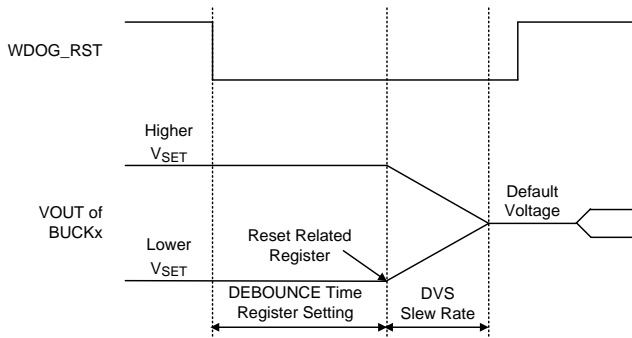 WDOG_RST
Higher
VSET
VOUT of
BUCKx
Default
Voltage
Lower
VSET
Reset Related
Register
DEBOUNCE Time
Register Setting
DVS
Slew Rate